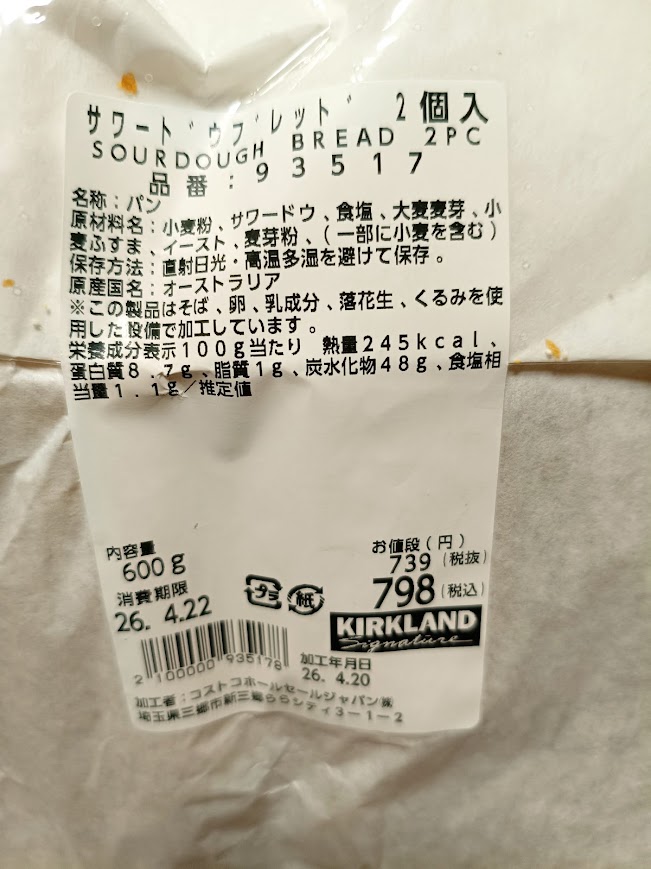 サワードウブレッド 2個入
SOURDOUGH BREAD 2PC
品番:93517
名称:パン
原材料名:小麦粉、サワードウ、食塩、大麦麦芽、小
麦ふすま、イースト、麦芽粉、(一部に小麦を含む)
保存方法:直射日光・高温多湿を避けて保存。
原産国名:オーストラリア
※この製品はそば、卵、乳成分、落花生、くるみを使
用した設備で加工しています。
栄養成分表示100g当たり 熱量245kcal、
蛋白質8.7g、脂質1g、炭水化物48g、食塩相
当量1.1g/推定値
内容量
600g
消費期限
26. 4.22
プラ
紙
お値段(円)
739(税抜)
798(税込)
KIRKLAND
Signature
2 100000 935178
加工年月日
26. 4.20
加工者:コストコホールセールジャパン㈱
埼玉県三郷市新三郷ららシティ3-1-2